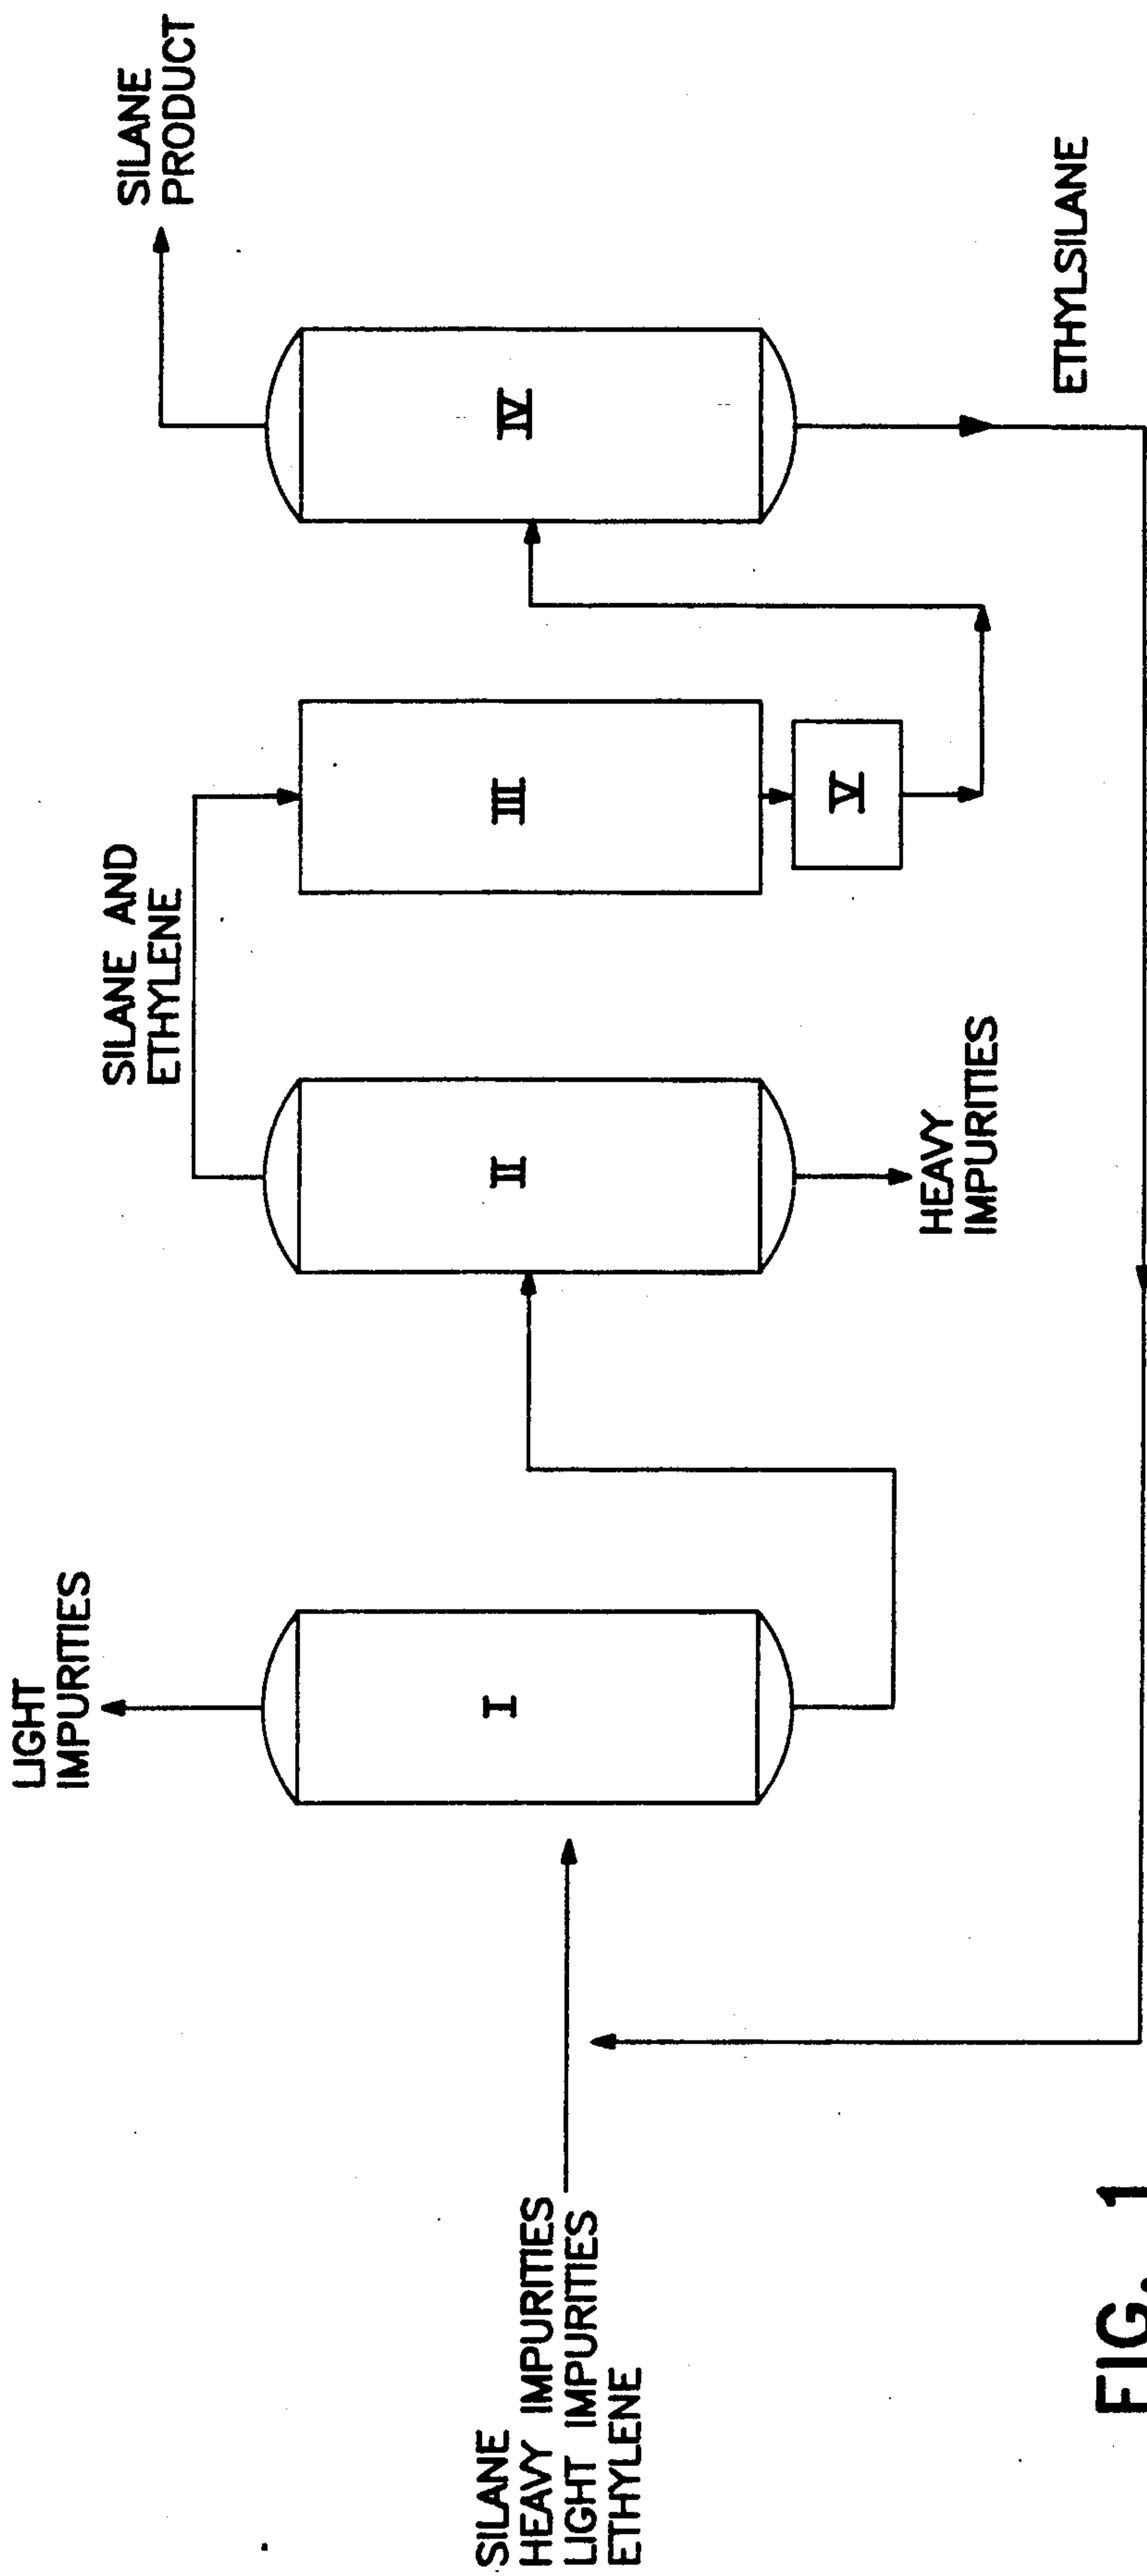 LIGHT
IMPURITIES
SILANE AND
ETHYLENE
SILANE
PRODUCT
SILANE
HEAVY IMPURITIES
LIGHT IMPURITIES
ETHYLENE
I
II
III
IV
V
HEAVY
IMPURITIES
ETHYLSILANE
FIG. 1